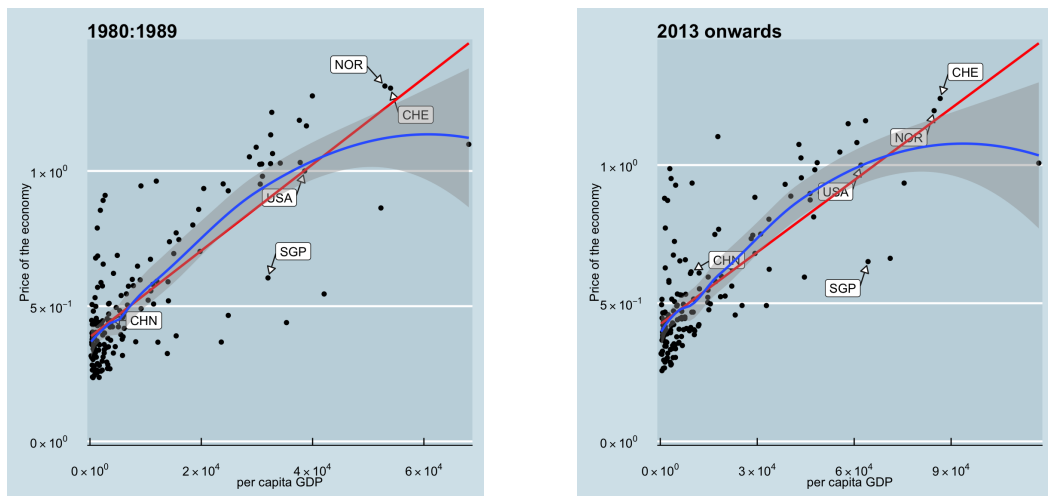 1980:1989
NOR
CHE
USA
SGP
CHN
Price of the economy
1 × 10⁰
5 × 10⁻¹
0 × 10⁰
0 × 10⁰
2 × 10⁴
4 × 10⁴
6 × 10⁴
per capita GDP
2013 onwards
CHE
NOR
USA
CHN
SGP
Price of the economy
1 × 10⁰
5 × 10⁻¹
0 × 10⁰
0 × 10⁰
3 × 10⁴
6 × 10⁴
9 × 10⁴
per capita GDP